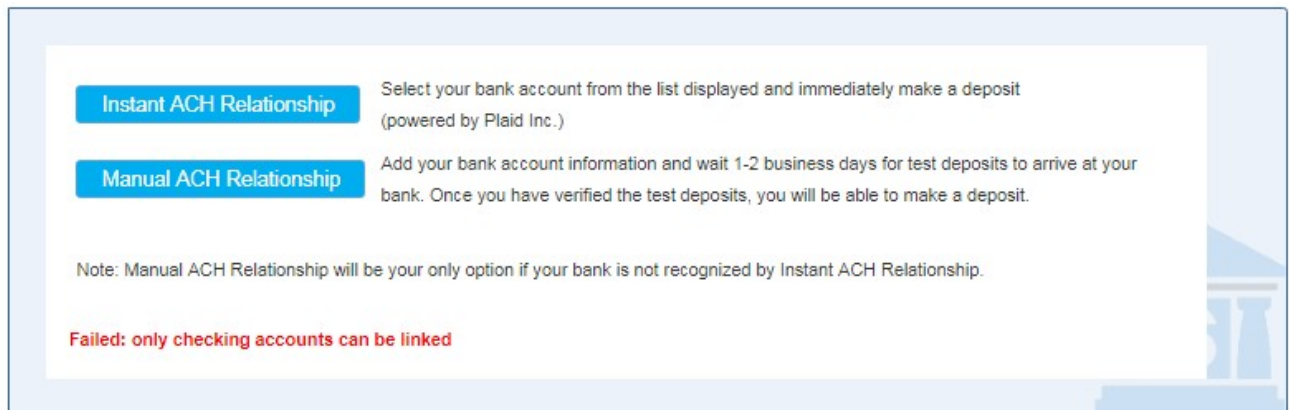 Instant ACH Relationship
Select your bank account from the list displayed and immediately make a deposit
(powered by Plaid Inc.)
Manual ACH Relationship
Add your bank account information and wait 1-2 business days for test deposits to arrive at your
bank. Once you have verified the test deposits, you will be able to make a deposit.
Note: Manual ACH Relationship will be your only option if your bank is not recognized by Instant ACH Relationship.
Failed: only checking accounts can be linked